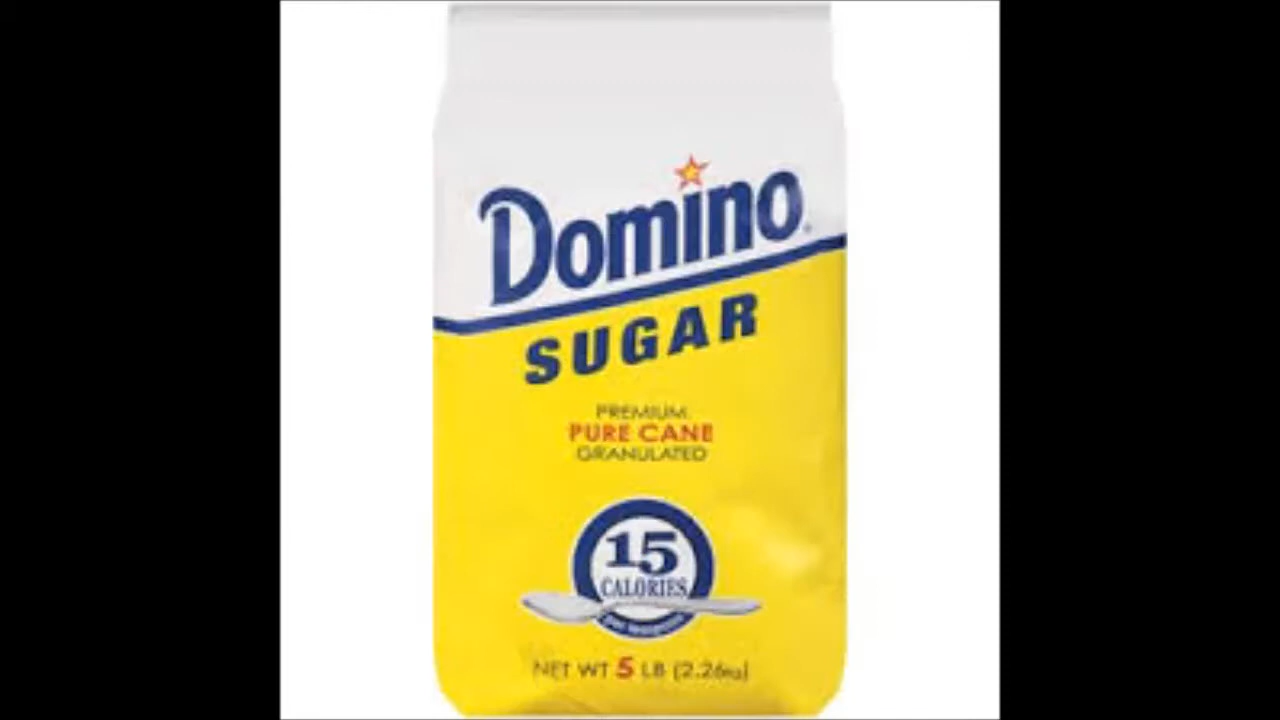 Domino
SUGAR
PREMIUM
PURE CANE
GRANULATED
15
CALORIES
NET WT 5 LB (2.26kg)